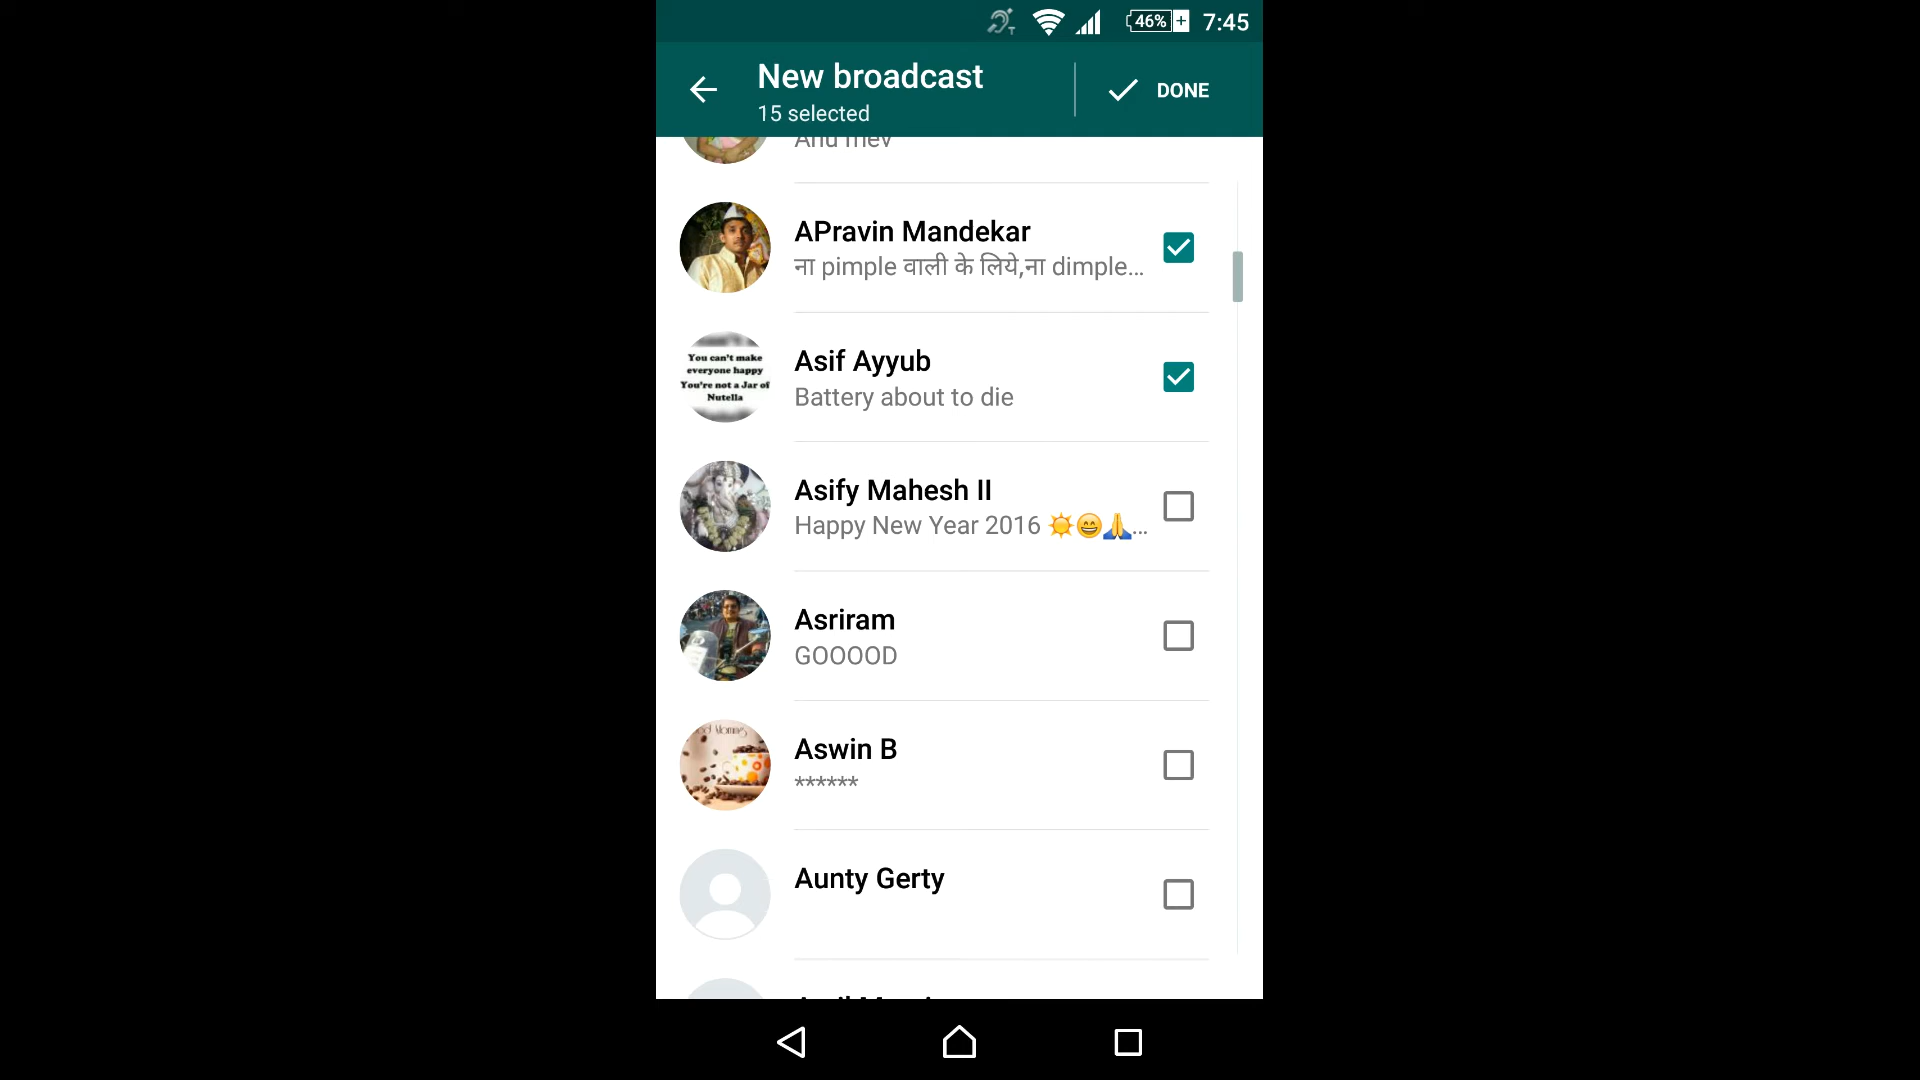 46% 7:45
New broadcast
15 selected
DONE
Anu mev
APravin Mandekar
ना pimple वाली के लिये,ना dimple...
You can't make
everyone happy
You're not a Jar of
Nutella
Asif Ayyub
Battery about to die
Asify Mahesh II
Happy New Year 2016 ☀😄🙏...
Asriram
GOOOOD
Aswin B
******
Aunty Gerty